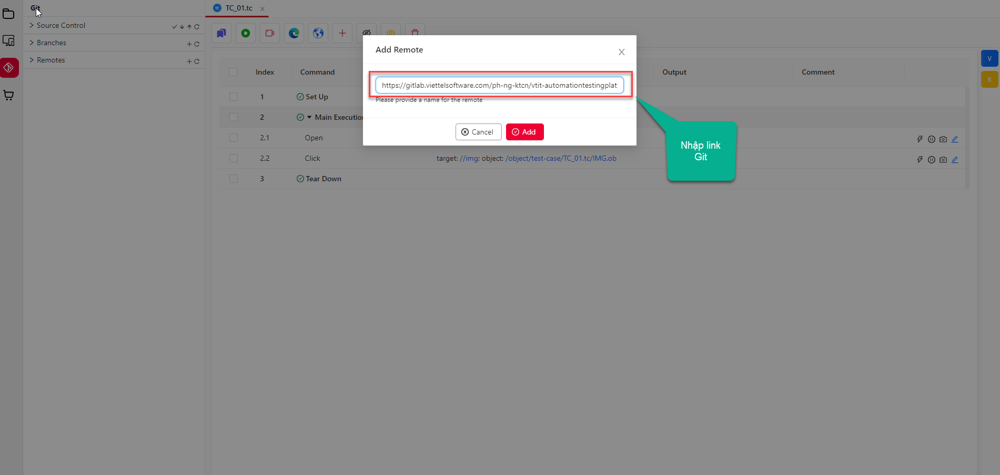 Git
TC TC_01.tc x
Source Control
Branches
Remotes
Add Remote
X
https://gitlab.viettelsoftware.com/ph-ng-ktcn/vtit-automationtestingplat
Please provide a name for the remote
Cancel
Add
Nhập link
Git
Index Command Output Comment
1 Set Up
2 Main Execution
2.1 Open
2.2 Click target: //img; object: /object/test-case/TC_01.tc/IMG.ob
3 Tear Down
V
R